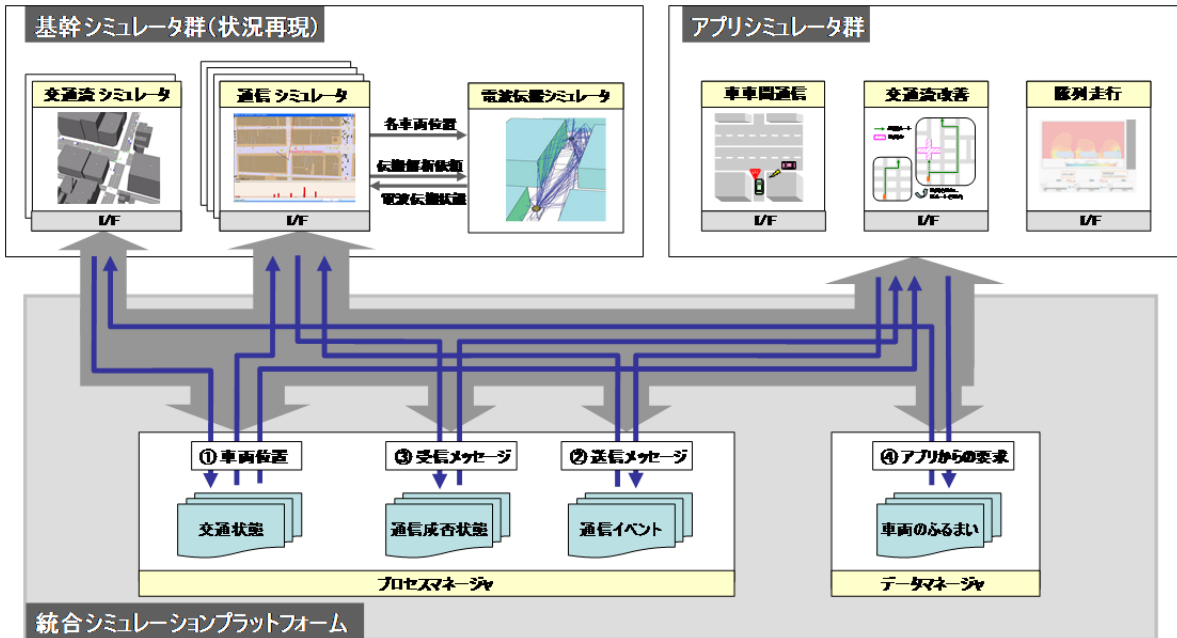 基幹シミュレータ群(状況再現)
交通流 シミュレータ
I/F
通信 シミュレータ
I/F
各車両位置
伝搬解析依頼
電波伝搬状態
電波伝搬シミュレータ
アプリシミュレータ群
車車間通信
I/F
交通流改善
I/F
隊列走行
I/F
①車両位置
交通状態
③受信メッセージ
通信成否状態
②送信メッセージ
通信イベント
プロセスマネージャ
④アプリからの要求
車両のふるまい
データマネージャ
統合シミュレーションプラットフォーム